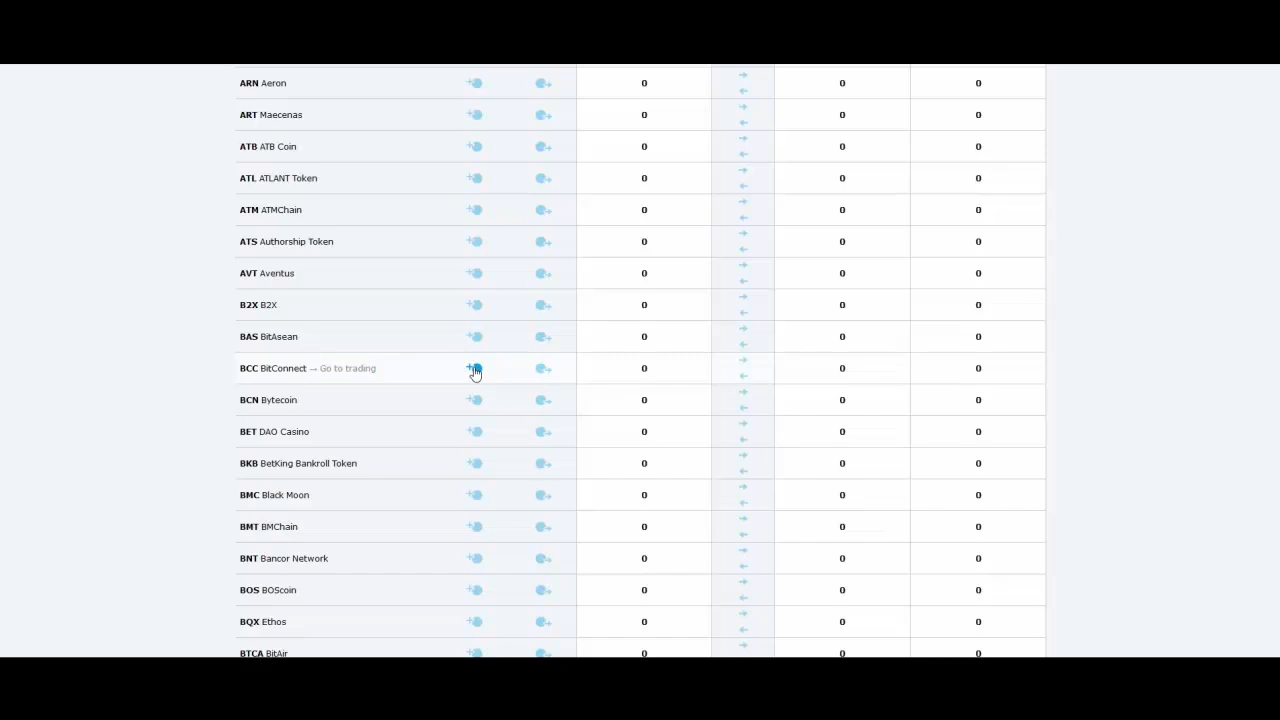 ARN Aeron 0 0 0
ART Maecenas 0 0 0
ATB ATB Coin 0 0 0
ATL ATLANT Token 0 0 0
ATM ATMChain 0 0 0
ATS Authorship Token 0 0 0
AVT Aventus 0 0 0
B2X B2X 0 0 0
BAS BitAsean 0 0 0
BCC BitConnect → Go to trading 0 0 0
BCN Bytecoin 0 0 0
BET DAO Casino 0 0 0
BKB BetKing Bankroll Token 0 0 0
BMC Black Moon 0 0 0
BMT BMChain 0 0 0
BNT Bancor Network 0 0 0
BOS BOScoin 0 0 0
BQX Ethos 0 0 0
BTCA BitAir 0 0 0